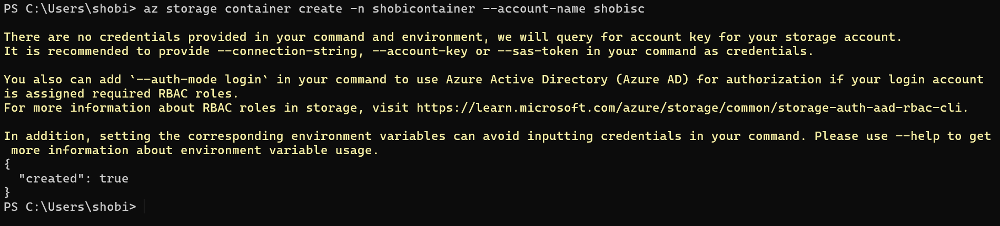 PS C:\Users\shobi> az storage container create -n shobicontainer --account-name shobisc
There are no credentials provided in your command and environment, we will query for account key for your storage account.
It is recommended to provide --connection-string, --account-key or --sas-token in your command as credentials.
You also can add `--auth-mode login` in your command to use Azure Active Directory (Azure AD) for authorization if your login account
is assigned required RBAC roles.
For more information about RBAC roles in storage, visit https://learn.microsoft.com/azure/storage/common/storage-auth-aad-rbac-cli.
In addition, setting the corresponding environment variables can avoid inputting credentials in your command. Please use --help to get
more information about environment variable usage.
{
"created": true
}
PS C:\Users\shobi>